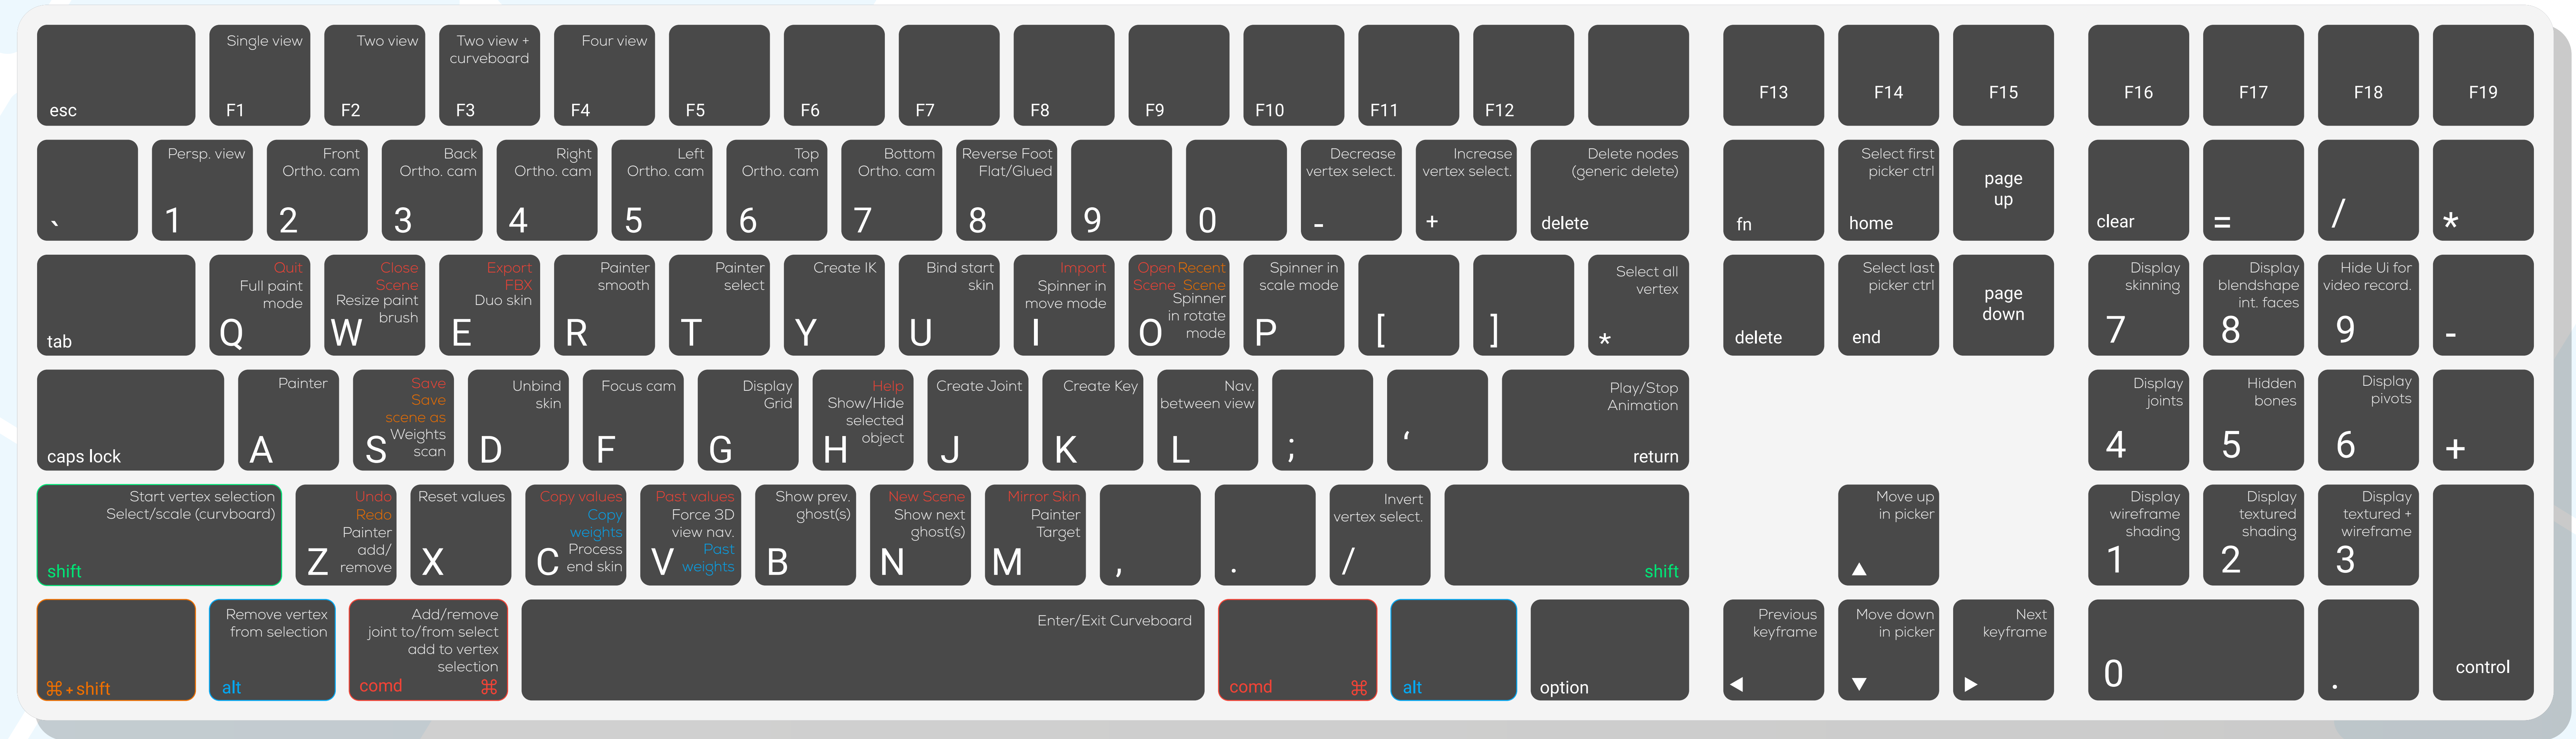 esc
Single view
F1
Two view
F2
Two view +
curveboard
F3
Four view
F4
F5
F6
F7
F8
F9
F10
F11
F12
F13
F14
F15
F16
F17
F18
F19
`
Persp. view
1
Front
Ortho. cam
2
Back
Ortho. cam
3
Right
Ortho. cam
4
Left
Ortho. cam
5
Top
Ortho. cam
6
Bottom
Ortho. cam
7
Reverse Foot
Flat/Glued
8
9
0
Decrease
vertex select.
-
Increase
vertex select.
+
Delete nodes
(generic delete)
delete
fn
Select first
picker ctrl
home
page
up
clear
=
/
*
tab
Quit
Full paint
mode
Q
Close
Scene
Resize paint
brush
W
Export
FBX
Duo skin
E
Painter
smooth
R
Painter
select
T
Create IK
Y
Bind start
skin
U
Import
Spinner in
move mode
I
Open Recent
Scene Scene
Spinner
in rotate
mode
O
Spinner in
scale mode
P
[
]
Select all
vertex
*
delete
Select last
picker ctrl
end
page
down
Display
skinning
7
Display
blendshape
int. faces
8
Hide Ui for
video record.
9
-
caps lock
Painter
A
Save
Save
scene as
Weights
scan
S
Unbind
skin
D
Focus cam
F
Display
Grid
G
Help
Show/Hide
selected
object
H
Create Joint
J
Create Key
K
Nav.
between view
L
;
‘
Play/Stop
Animation
return
Display
joints
4
Hidden
bones
5
Display
pivots
6
+
Start vertex selection
Select/scale (curvboard)
shift
Undo
Redo
Painter
add/
remove
Z
Reset values
X
Copy values
Copy
weights
Process
end skin
C
Past values
Force 3D
view nav.
Past
weights
V
Show prev.
ghost(s)
B
New Scene
Show next
ghost(s)
N
Mirror Skin
Painter
Target
M
,
.
Invert
vertex select.
/
shift
Move up
in picker
▲
Display
wireframe
shading
1
Display
textured
shading
2
Display
textured +
wireframe
3
⌘ + shift
Remove vertex
from selection
alt
Add/remove
joint to/from select
add to vertex
selection
comd ⌘
Enter/Exit Curveboard
comd ⌘
alt
option
Previous
keyframe
◀
Move down
in picker
▼
Next
keyframe
▶
0
.
control